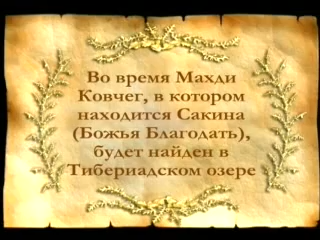 Во время Махди
Ковчег, в котором
находится Сакина
(Божья Благодать),
будет найден в
Тибериадском озере